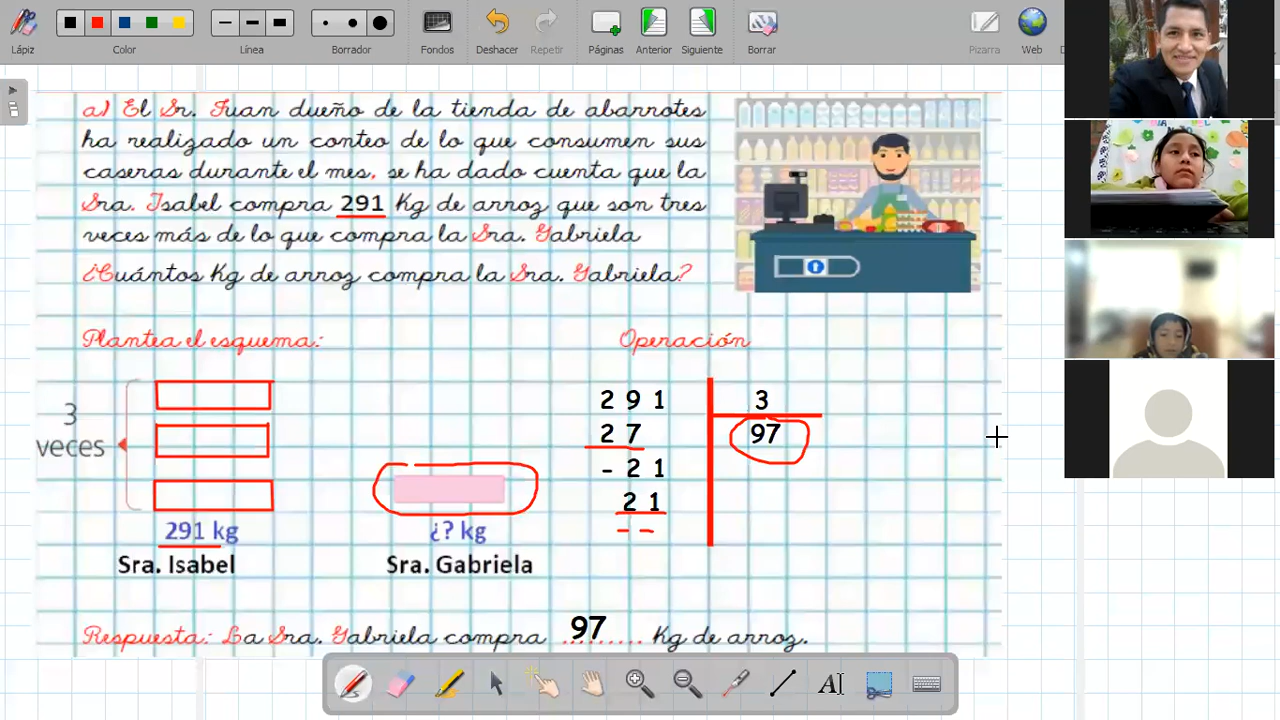 Lápiz
Color
Línea
Borrador
Fondos
Deshacer
Repetir
Páginas
Anterior
Siguiente
Borrar
Pizarra
Web
a) El Sr. Juan dueño de la tienda de abarrotes
ha realizado un conteo de lo que consumen sus
caseras durante el mes, se ha dado cuenta que la
Sra. Isabel compra 291 Kg de arroz que son tres
veces más de lo que compra la Sra. Gabriela
¿Cuántos Kg de arroz compra la Sra. Gabriela?
Plantea el esquema:
3
veces
291 kg
Sra. Isabel
¿? kg
Sra. Gabriela
Operación
2 9 1 3
2 7 97
- 2 1
2 1
- -
Respuesta: La Sra. Gabriela compra ...97...... Kg de arroz.